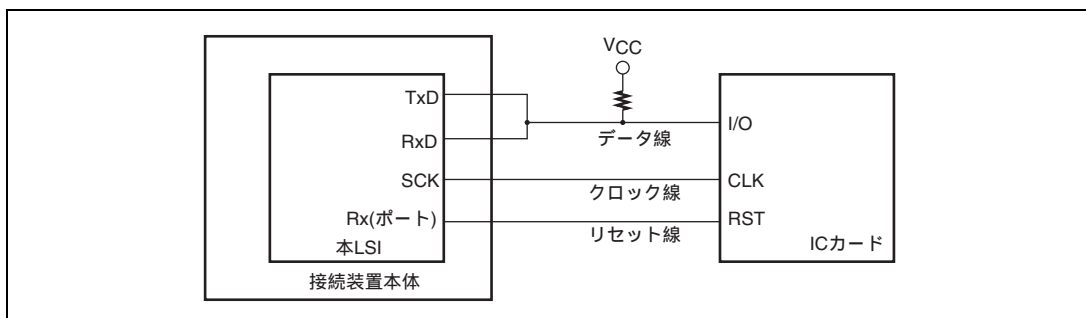 VCC
TxD
RxD
SCK
Rx(ポート)
本LSI
接続装置本体
データ線
クロック線
リセット線
I/O
CLK
RST
ICカード